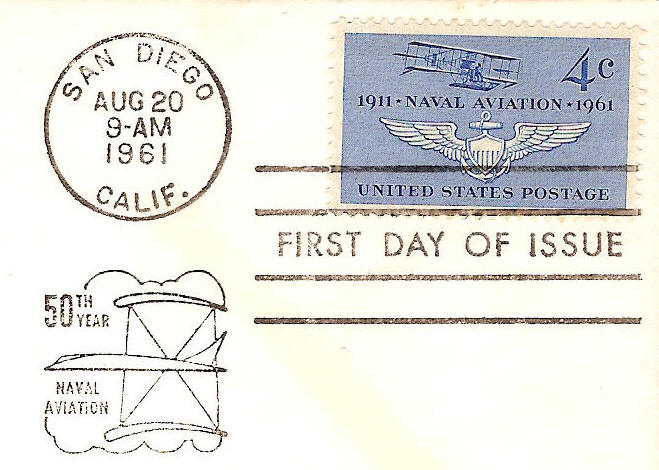 SAN DIEGO
AUG 20
9-AM
1961
CALIF.
4c
1911 • NAVAL AVIATION • 1961
UNITED STATES POSTAGE
FIRST DAY OF ISSUE
50TH
YEAR
NAVAL
AVIATION